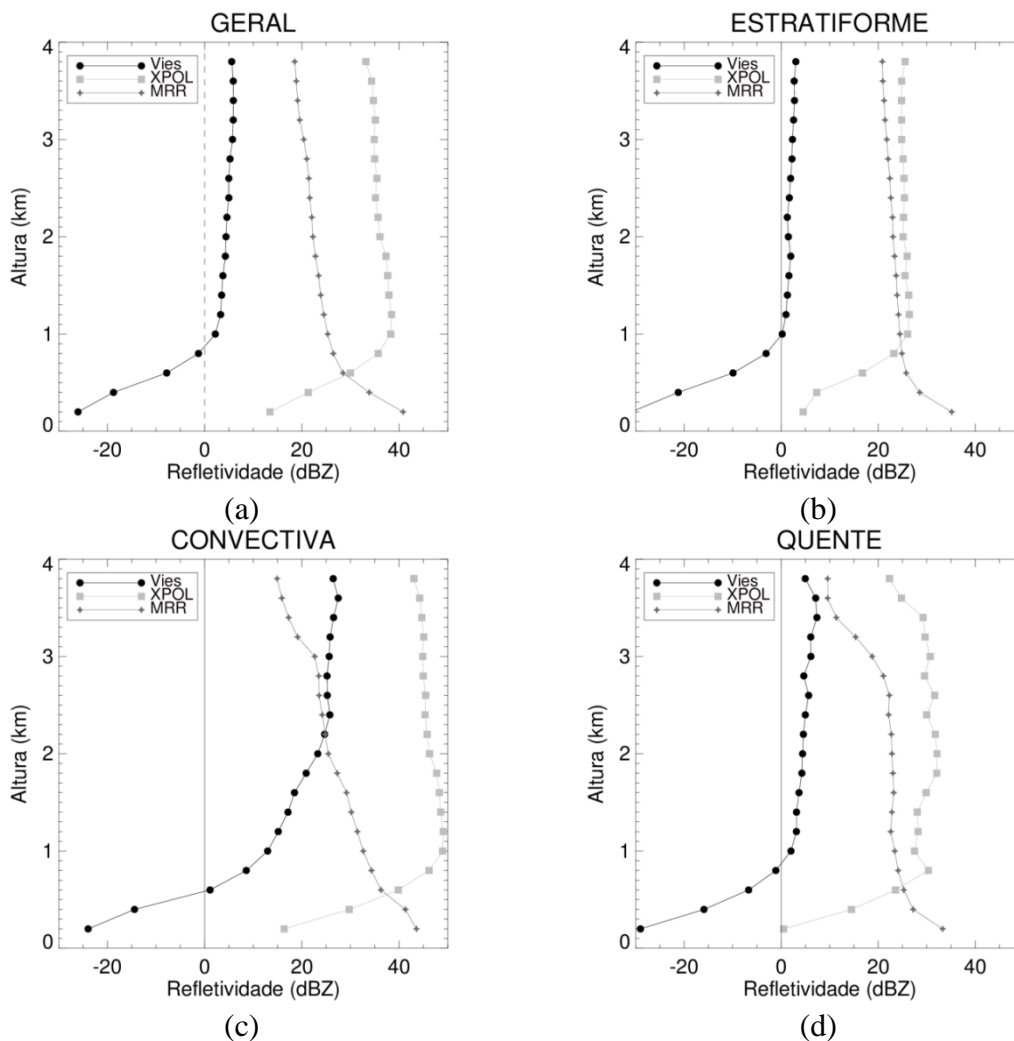 GERAL
Vies
XPOL
MRR
4
3
2
1
0
Altura (km)
-20 0 20 40
Refletividade (dBZ)
(a)
ESTRATIFORME
Vies
XPOL
MRR
4
3
2
1
0
Altura (km)
-20 0 20 40
Refletividade (dBZ)
(b)
CONVECTIVA
Vies
XPOL
MRR
4
3
2
1
0
Altura (km)
-20 0 20 40
Refletividade (dBZ)
(c)
QUENTE
Vies
XPOL
MRR
4
3
2
1
0
Altura (km)
-20 0 20 40
Refletividade (dBZ)
(d)